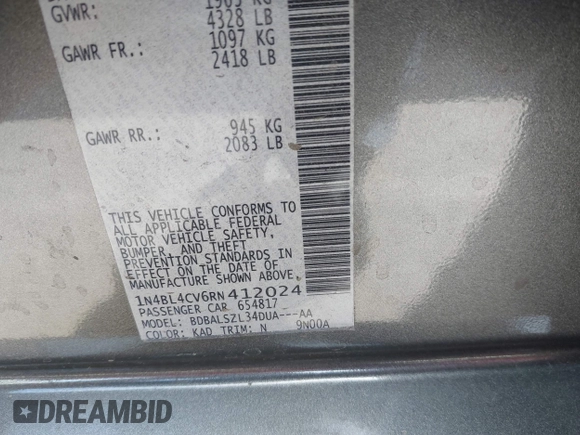 GVWR:
4328 LB
GAWR FR.: 1097 KG
2418 LB
GAWR RR.: 945 KG
2083 LB
THIS VEHICLE CONFORMS TO
ALL APPLICABLE FEDERAL
MOTOR VEHICLE SAFETY,
BUMPER, AND THEFT
PREVENTION STANDARDS IN
EFFECT ON THE DATE OF
MANUFACTURE SHOWN ABOVE.
1N4BL4CV6RN412024
PASSENGER CAR 654817
MODEL: BDBALSZL34DUA---AA
COLOR: KAD TRIM: N 9N00A
DREAMBID